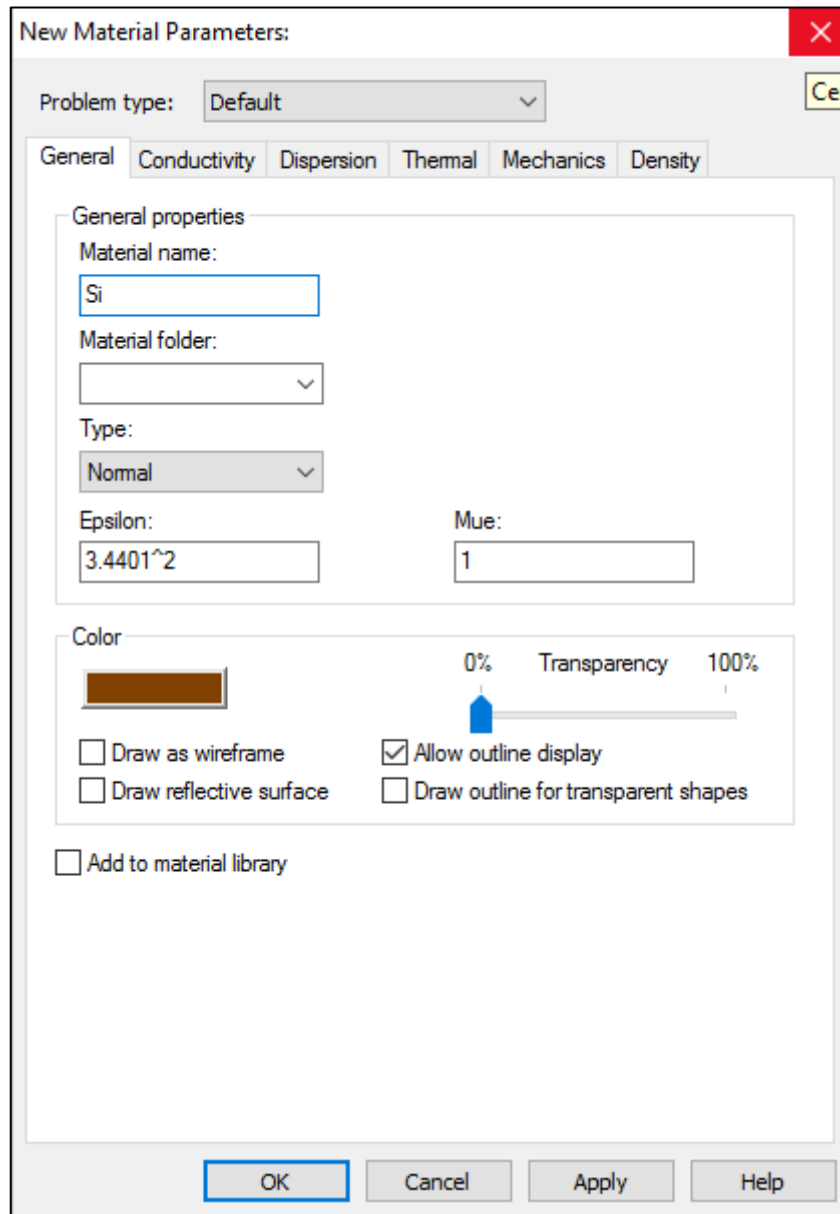 New Material Parameters:
Problem type: Default
Ce
General Conductivity Dispersion Thermal Mechanics Density
General properties
Material name:
Si
Material folder:
Type:
Normal
Epsilon: Mue:
3.4401^2 1
Color
0% Transparency 100%
Draw as wireframe Allow outline display
Draw reflective surface Draw outline for transparent shapes
Add to material library
OK Cancel Apply Help